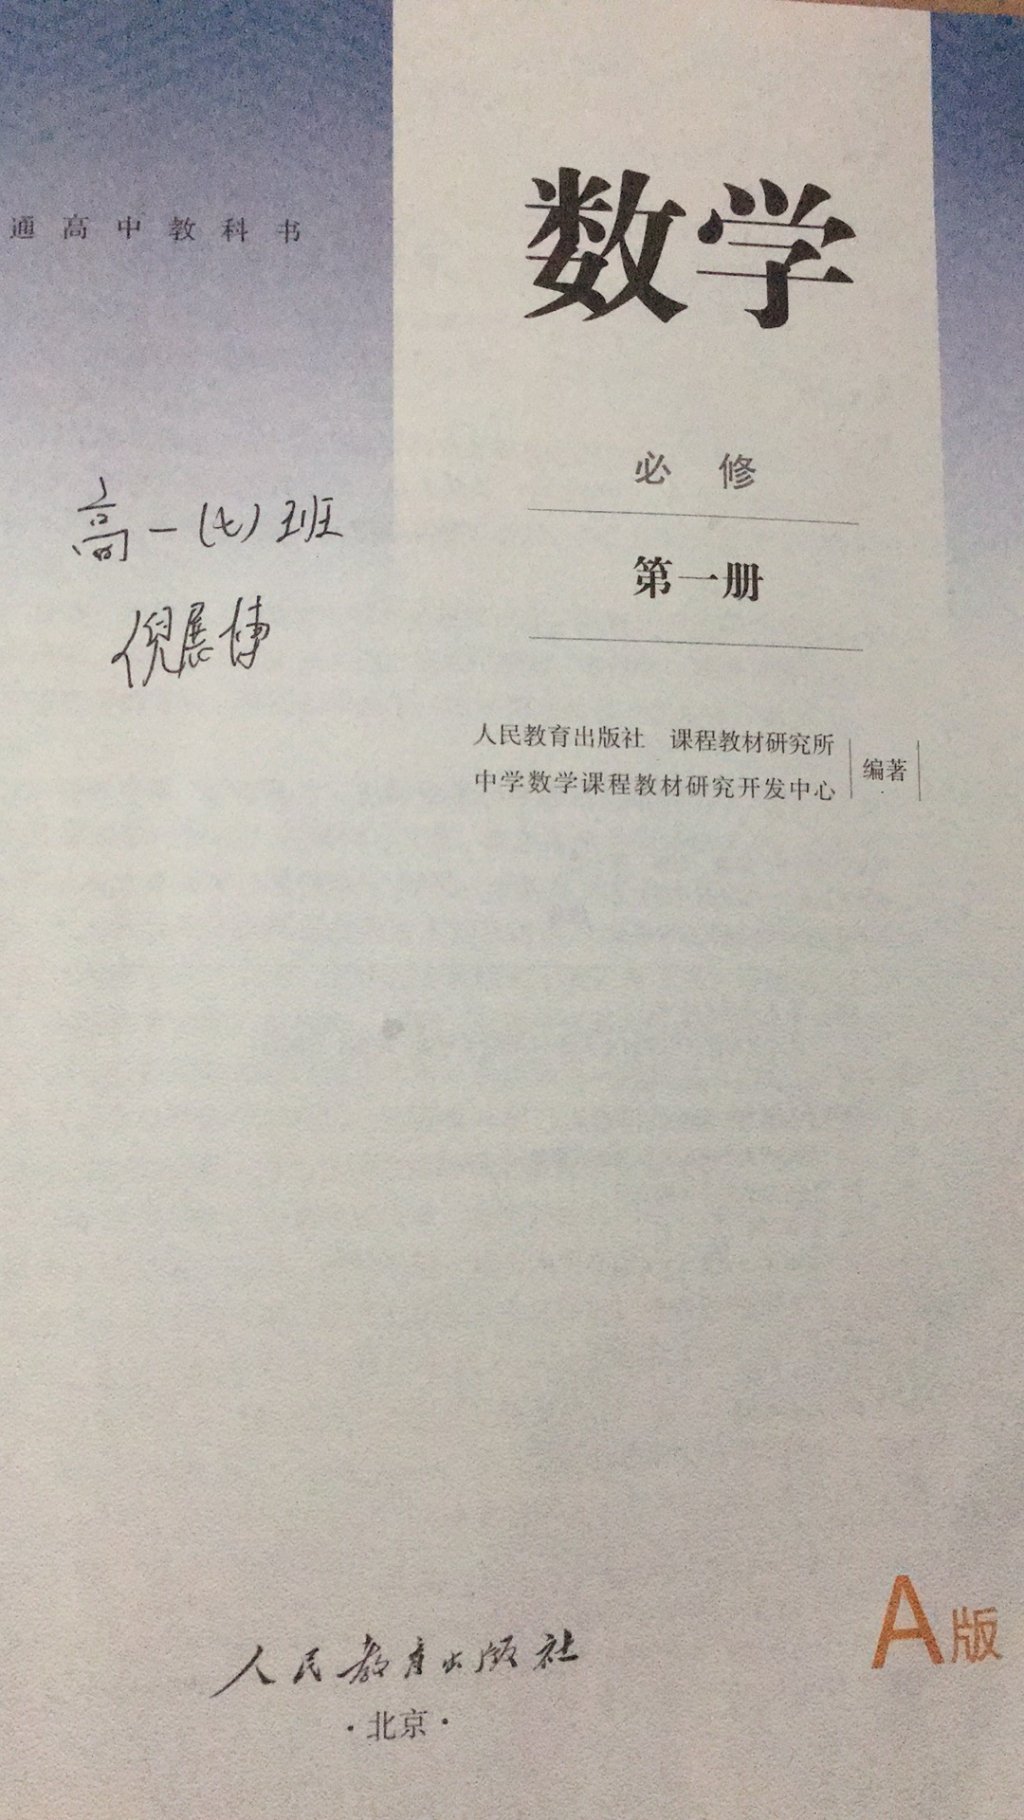 通高中教科书
数学
必修
第一册
高一(七)班
倪展博
人民教育出版社 课程教材研究所
中学数学课程教材研究开发中心
编著
A版
人民教育出版社
·北京·